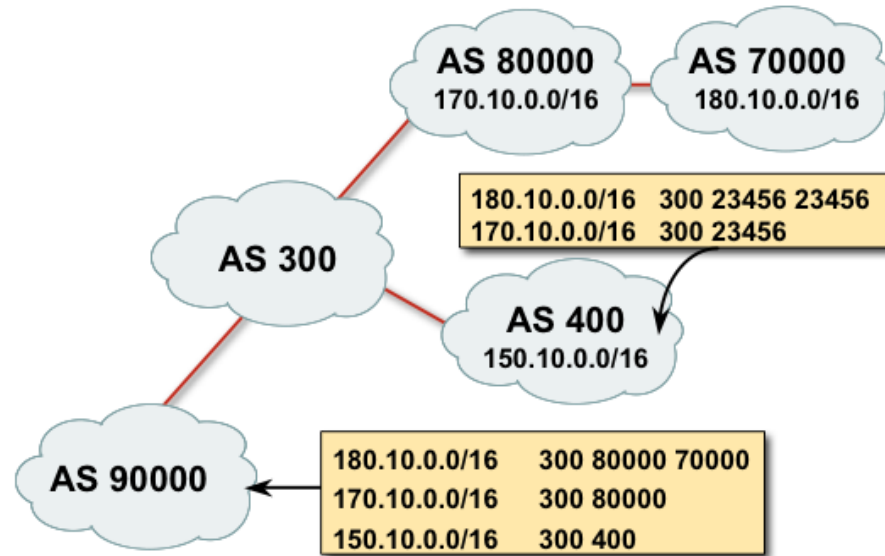 AS 80000
170.10.0.0/16
AS 70000
180.10.0.0/16
180.10.0.0/16 300 23456 23456
170.10.0.0/16 300 23456
AS 300
AS 400
150.10.0.0/16
AS 90000
180.10.0.0/16 300 80000 70000
170.10.0.0/16 300 80000
150.10.0.0/16 300 400